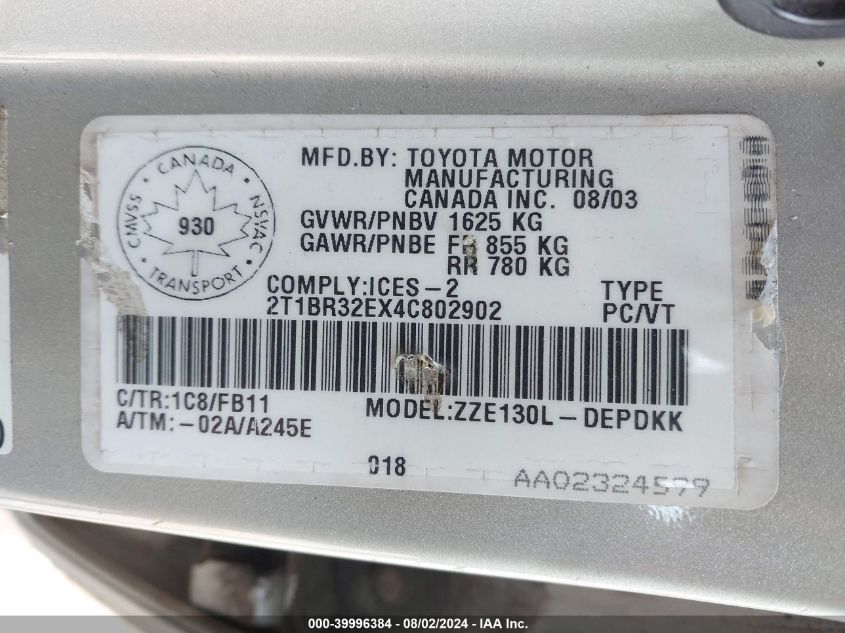 CANADA
CMVSS
930
NSVAC
TRANSPORT
MFD.BY: TOYOTA MOTOR
MANUFACTURING
CANADA INC. 08/03
GVWR/PNBV 1625 KG
GAWR/PNBE FR 855 KG
RR 780 KG
COMPLY:ICES-2 TYPE
2T1BR32EX4C802902 PC/VT
C/TR:1C8/FB11 MODEL:ZZE130L-DEPDKK
A/TM:-02A/A245E
018
AA02324599
000-39996384 - 08/02/2024 - IAA Inc.